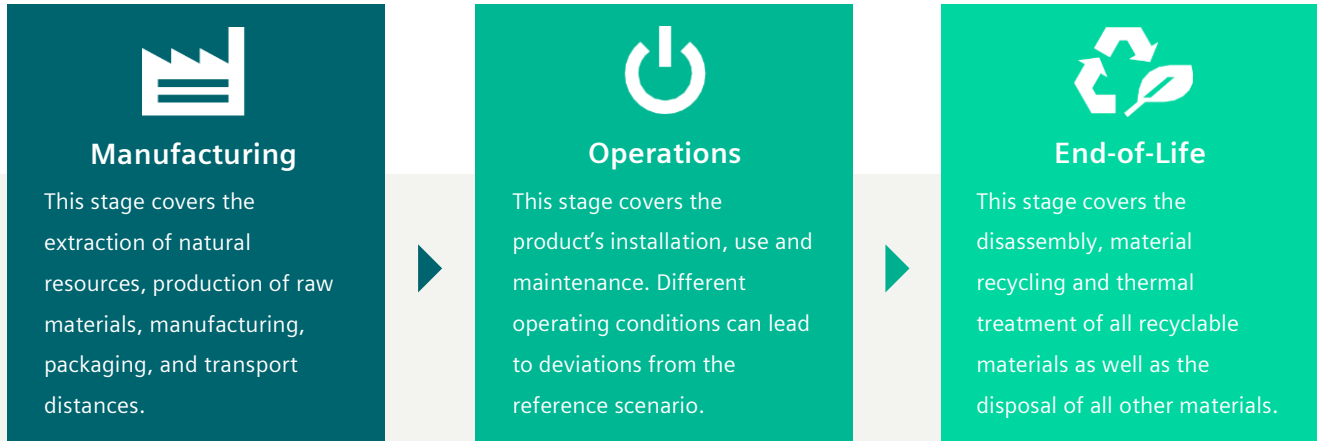 Manufacturing
This stage covers the
extraction of natural
resources, production of raw
materials, manufacturing,
packaging, and transport
distances.
Operations
This stage covers the
product’s installation, use and
maintenance. Different
operating conditions can lead
to deviations from the
reference scenario.
End-of-Life
This stage covers the
disassembly, material
recycling and thermal
treatment of all recyclable
materials as well as the
disposal of all other materials.